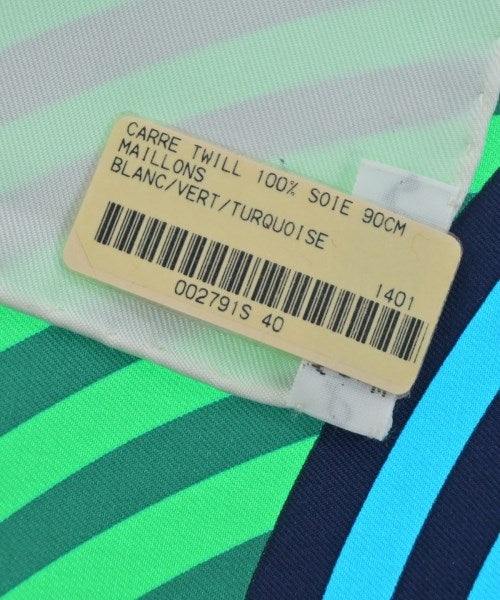 CARRE TWILL 100% SOIE 90CM
MAILLONS
BLANC/VERT/TURQUOISE
1401
002791S 40